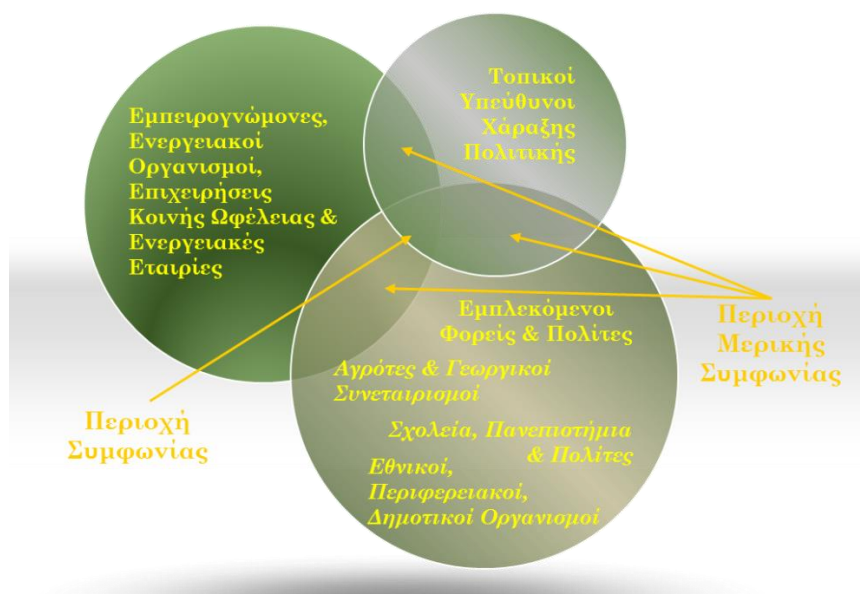 Τοπικοί
Υπεύθυνοι
Χάραξης
Πολιτικής
Εμπειρογνώμονες,
Ενεργειακοί
Οργανισμοί,
Επιχειρήσεις
Κοινής Ωφέλειας &
Ενεργειακές
Εταιρίες
Εμπλεκόμενοι
Φορείς & Πολίτες
Αγρότες & Γεωργικοί
Συνεταιρισμοί
Σχολεία, Πανεπιστήμια
& Πολίτες
Εθνικοί,
Περιφερειακοί,
Δημοτικοί Οργανισμοί
Περιοχή
Μερικής
Συμφωνίας
Περιοχή
Συμφωνίας